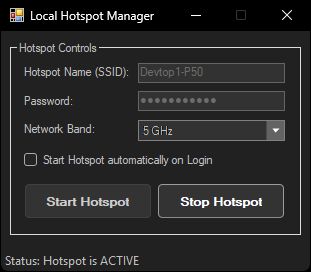 Local Hotspot Manager
Hotspot Controls
Hotspot Name (SSID): Devtop1-P50
Password: ●●●●●●●●●●●
Network Band: 5 GHz
Start Hotspot automatically on Login
Start Hotspot Stop Hotspot
Status: Hotspot is ACTIVE